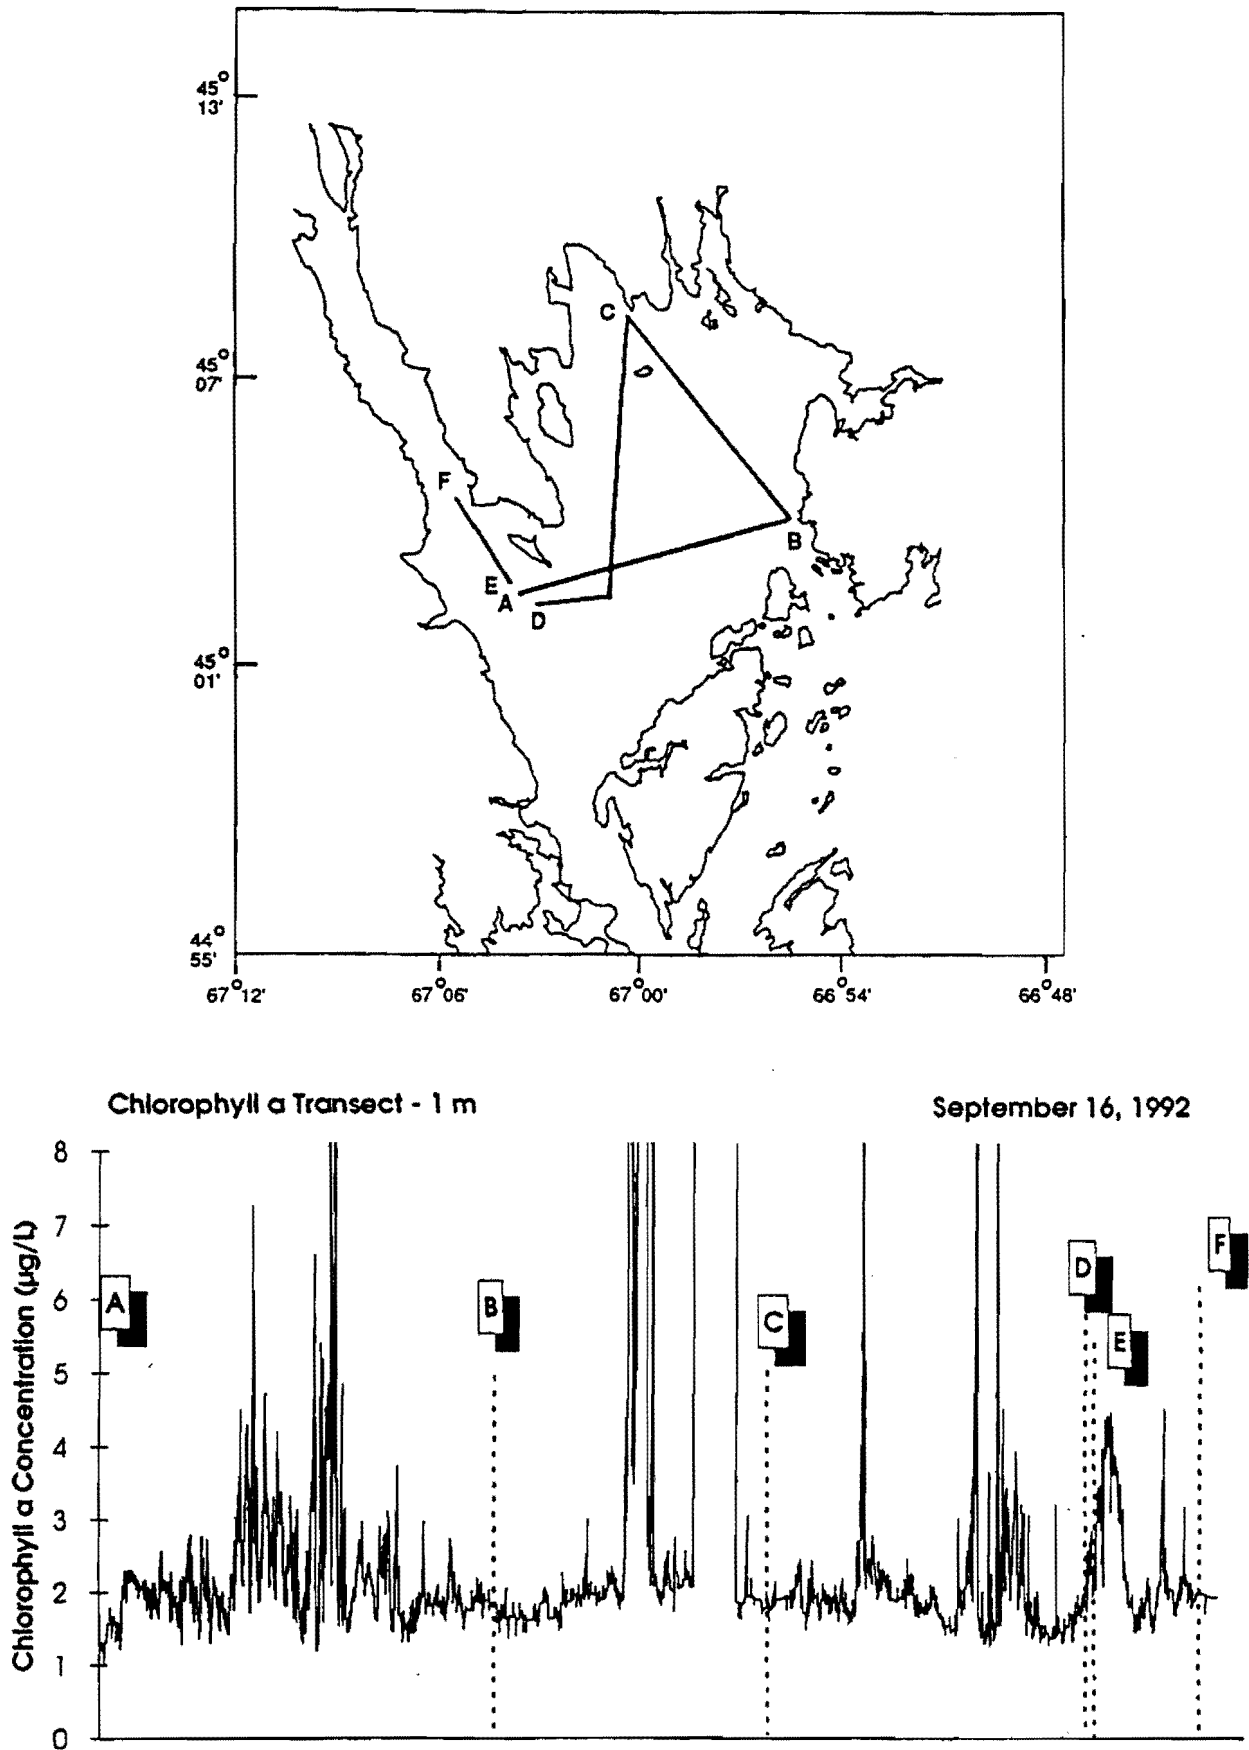 45°
13'
C
45°
07'
F
B
E
A
D
45°
01'
44°
55'
67°12' 67°06' 67°00' 66°54' 66°48'
Chlorophyll a Transect - 1 m September 16, 1992
Chlorophyll a Concentration (µg/L)
8
7
6
5
4
3
2
1
0
A
B
C
D
E
F